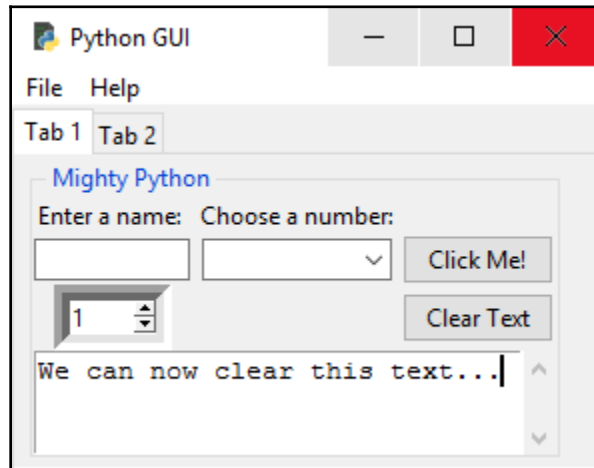 Python GUI
File Help
Tab 1 Tab 2
Mighty Python
Enter a name: Choose a number:
Click Me!
1 Clear Text
We can now clear this text...